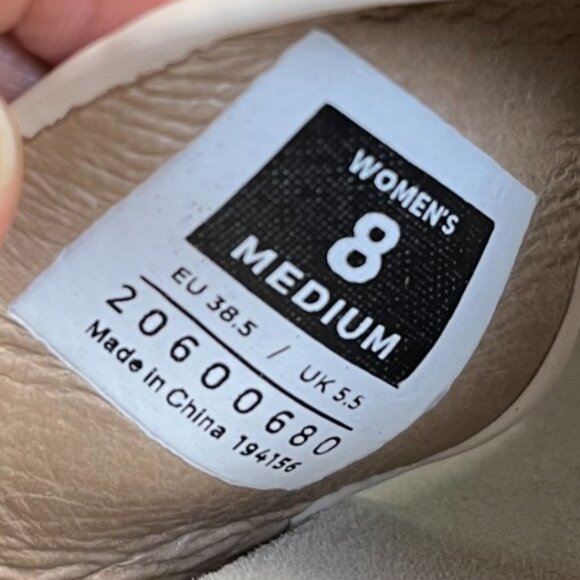 WOMEN'S
8
MEDIUM
EU 38.5 / UK 5.5
20600680
Made in China 194156